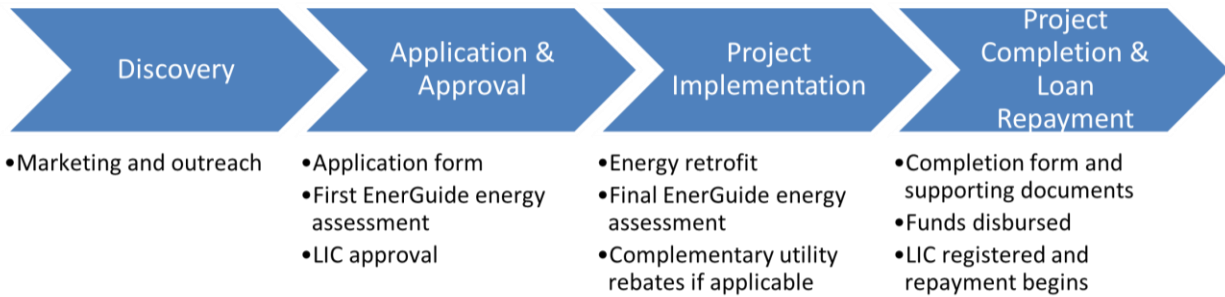 Discovery
•Marketing and outreach
Application &
Approval
•Application form
•First EnerGuide energy
assessment
•LIC approval
Project
Implementation
•Energy retrofit
•Final EnerGuide energy
assessment
•Complementary utility
rebates if applicable
Project
Completion &
Loan
Repayment
•Completion form and
supporting documents
•Funds disbursed
•LIC registered and
repayment begins